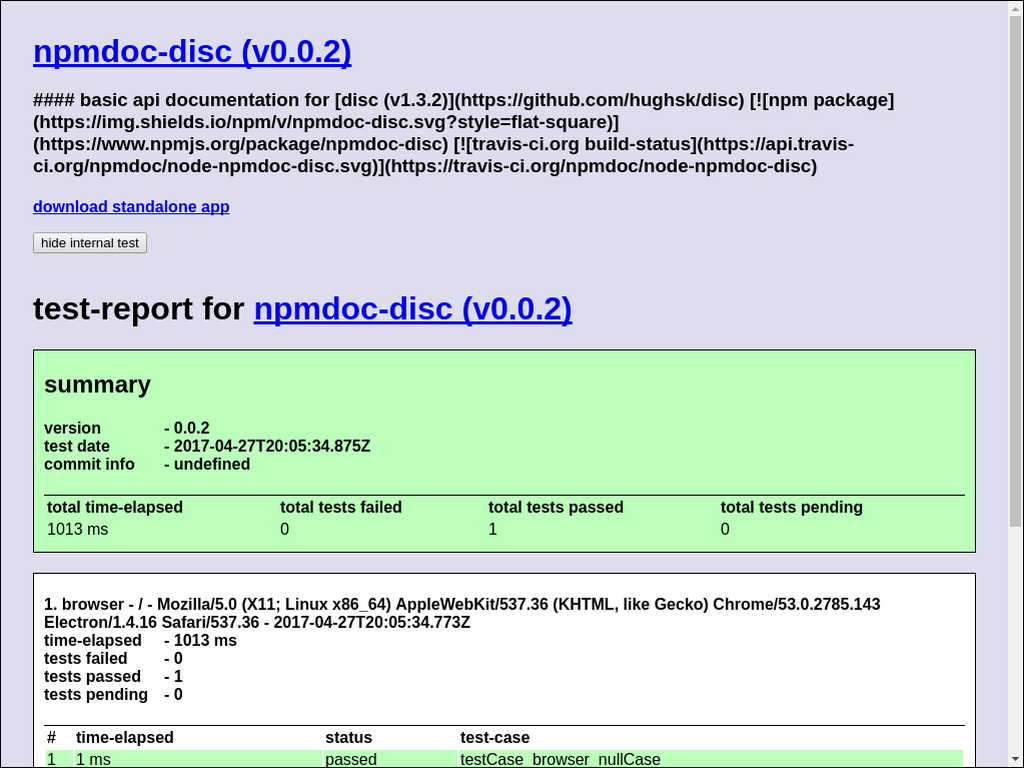 npmdoc-disc (v0.0.2)
#### basic api documentation for [disc (v1.3.2)](https://github.com/hughsk/disc) [![npm package]
(https://img.shields.io/npm/v/npmdoc-disc.svg?style=flat-square)]
(https://www.npmjs.org/package/npmdoc-disc) [![travis-ci.org build-status](https://api.travis-
ci.org/npmdoc/node-npmdoc-disc.svg)](https://travis-ci.org/npmdoc/node-npmdoc-disc)
download standalone app
hide internal test
test-report for npmdoc-disc (v0.0.2)
summary
version - 0.0.2
test date - 2017-04-27T20:05:34.875Z
commit info - undefined
total time-elapsed total tests failed total tests passed total tests pending
1013 ms 0 1 0
1. browser - / - Mozilla/5.0 (X11; Linux x86_64) AppleWebKit/537.36 (KHTML, like Gecko) Chrome/53.0.2785.143
Electron/1.4.16 Safari/537.36 - 2017-04-27T20:05:34.773Z
time-elapsed - 1013 ms
tests failed - 0
tests passed - 1
tests pending - 0
# time-elapsed status test-case
1 1 ms passed testCase_browser_nullCase